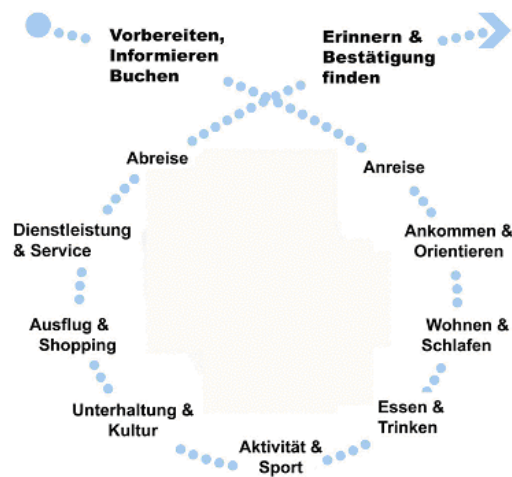 Vorbereiten,
Informieren
Buchen
Erinnern &
Bestätigung
finden
Anreise
Ankommen &
Orientieren
Wohnen &
Schlafen
Essen &
Trinken
Aktivität &
Sport
Unterhaltung &
Kultur
Ausflug &
Shopping
Dienstleistung
& Service
Abreise